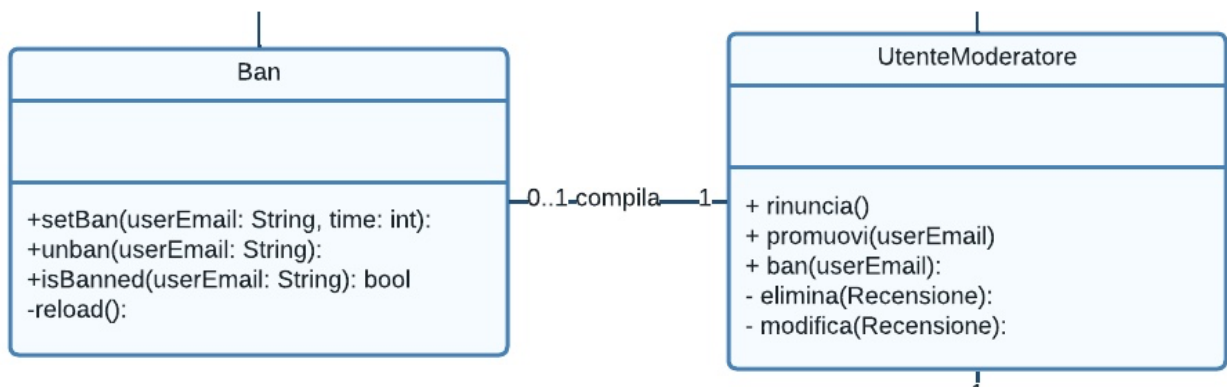 Ban
+setBan(userEmail: String, time: int):
+unban(userEmail: String):
+isBanned(userEmail: String): bool
-reload():
0..1 compila 1
UtenteModeratore
+ rinuncia()
+ promuovi(userEmail)
+ ban(userEmail):
- elimina(Recensione):
- modifica(Recensione):